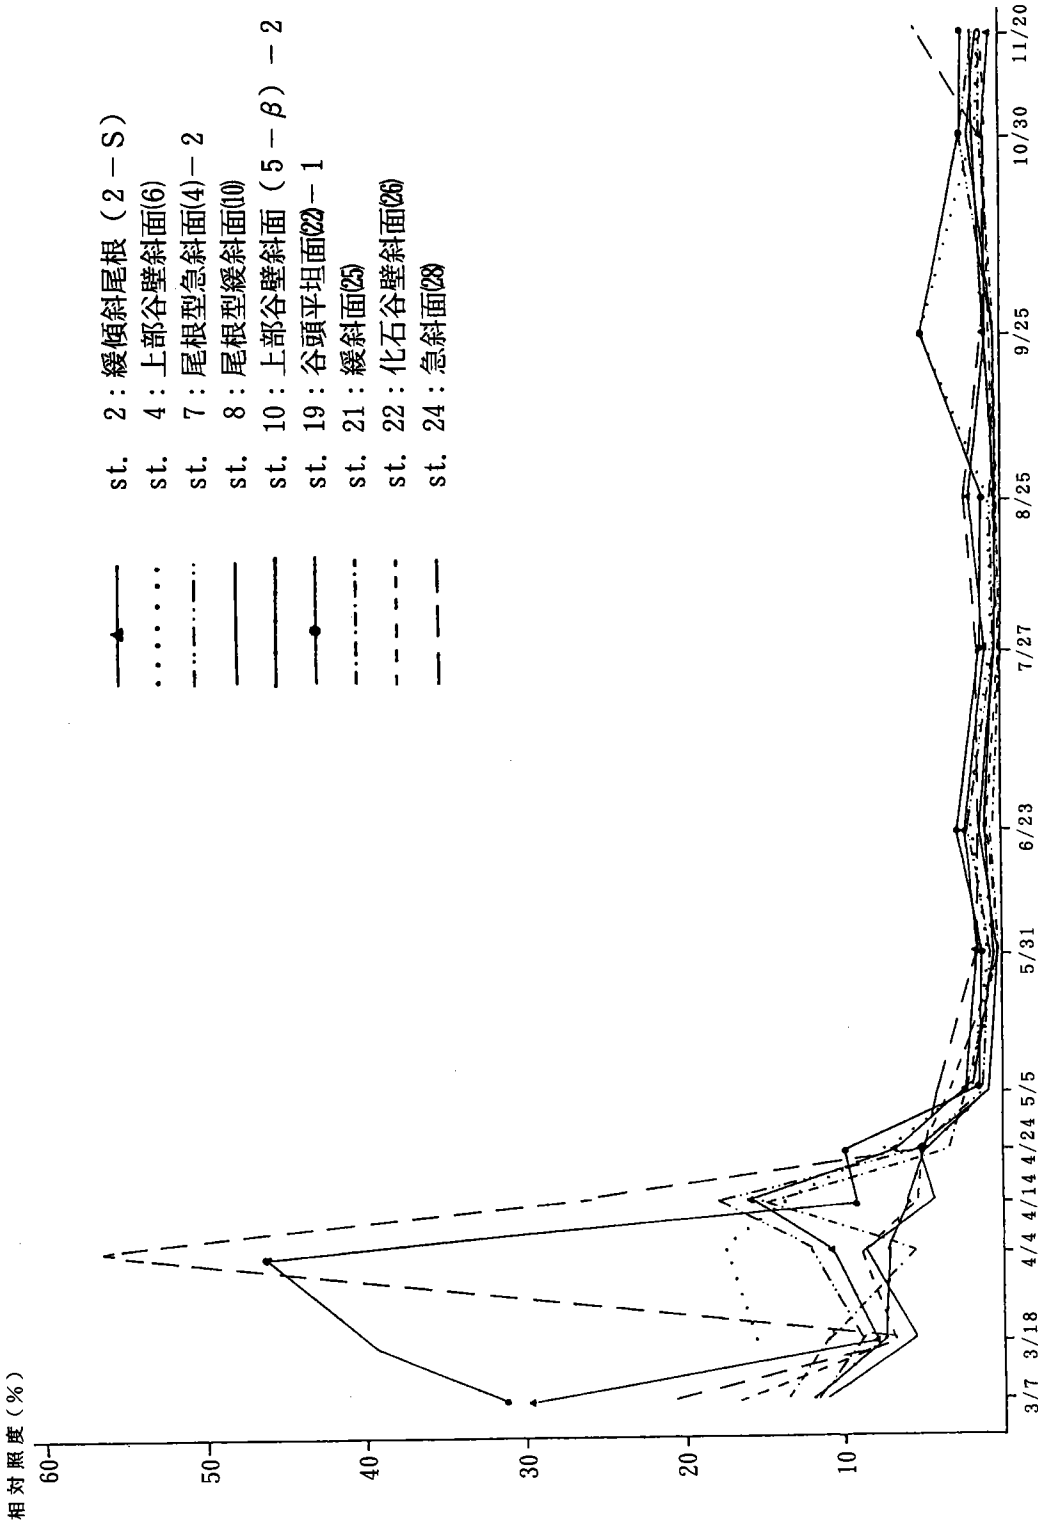 相対照度(%)
60
50
40
30
20
10
3/7 3/18 4/4 4/14 4/24 5/5 5/31 6/23 7/27 8/25 9/25 10/30 11/20
st. 2:緩傾斜尾根(2-S)
st. 4:上部谷壁斜面(6)
st. 7:尾根型急斜面(4)-2
st. 8:尾根型緩斜面(10)
st. 10:上部谷壁斜面(5-β)-2
st. 19:谷頭平坦面(22)-1
st. 21:緩斜面(25)
st. 22:化石谷壁斜面(26)
st. 24:急斜面(28)